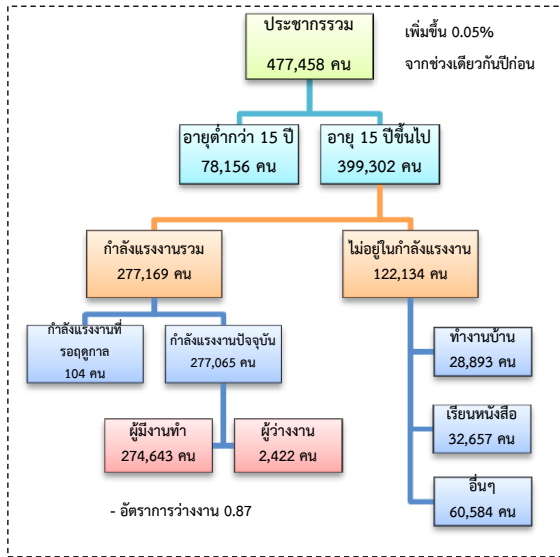 ประชากรรวม
477,458 คน
เพิ่มขึ้น 0.05%
จากช่วงเดียวกันปีก่อน
อายุต่ำกว่า 15 ปี
78,156 คน
อายุ 15 ปีขึ้นไป
399,302 คน
กำลังแรงงานรวม
277,169 คน
ไม่อยู่ในกำลังแรงงาน
122,134 คน
กำลังแรงงานที่
รอฤดูกาล
104 คน
กำลังแรงงานปัจจุบัน
277,065 คน
ทำงานบ้าน
28,893 คน
ผู้มีงานทำ
274,643 คน
ผู้ว่างงาน
2,422 คน
เรียนหนังสือ
32,657 คน
อื่นๆ
60,584 คน
- อัตราการว่างงาน 0.87